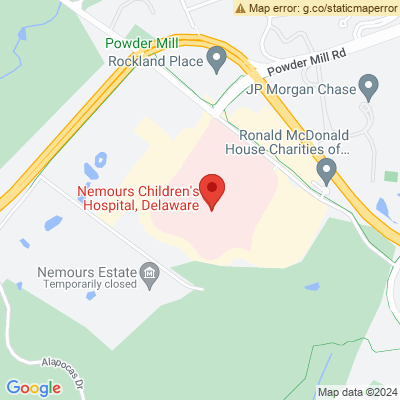 Map error: g.co/staticmaperror
Powder Mill
Rockland Place
Powder Mill Rd
JP Morgan Chase
Ronald McDonald
House Charities of…
Nemours Children's
Hospital, Delaware
Nemours Estate
Temporarily closed
Alapocas Dr
Google
Map data ©2024